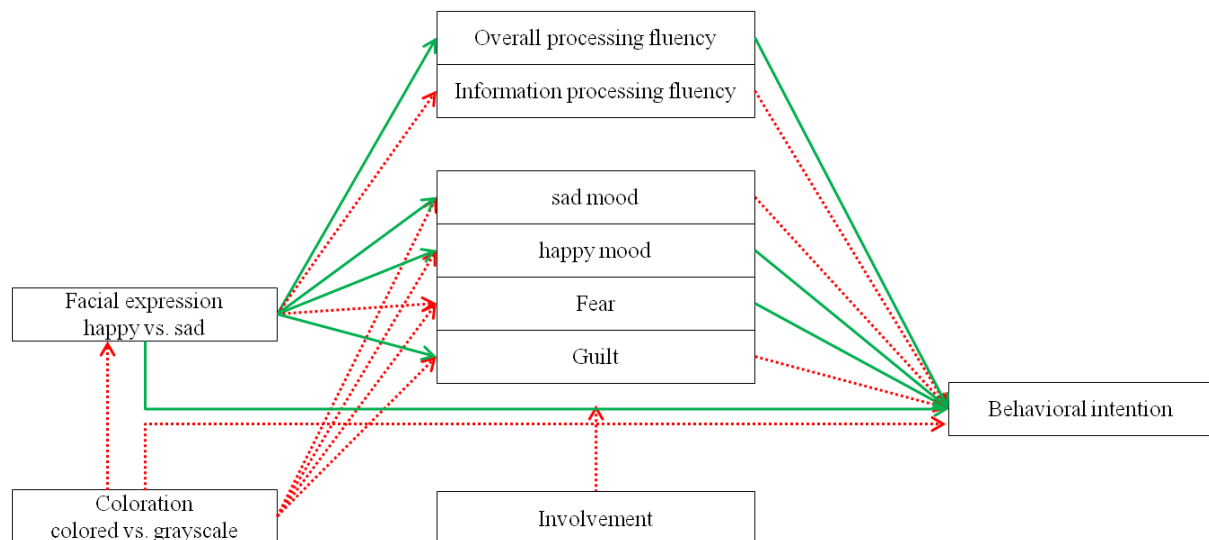 Overall processing fluency
Information processing fluency
sad mood
happy mood
Fear
Guilt
Facial expression
happy vs. sad
Behavioral intention
Coloration
colored vs. grayscale
Involvement